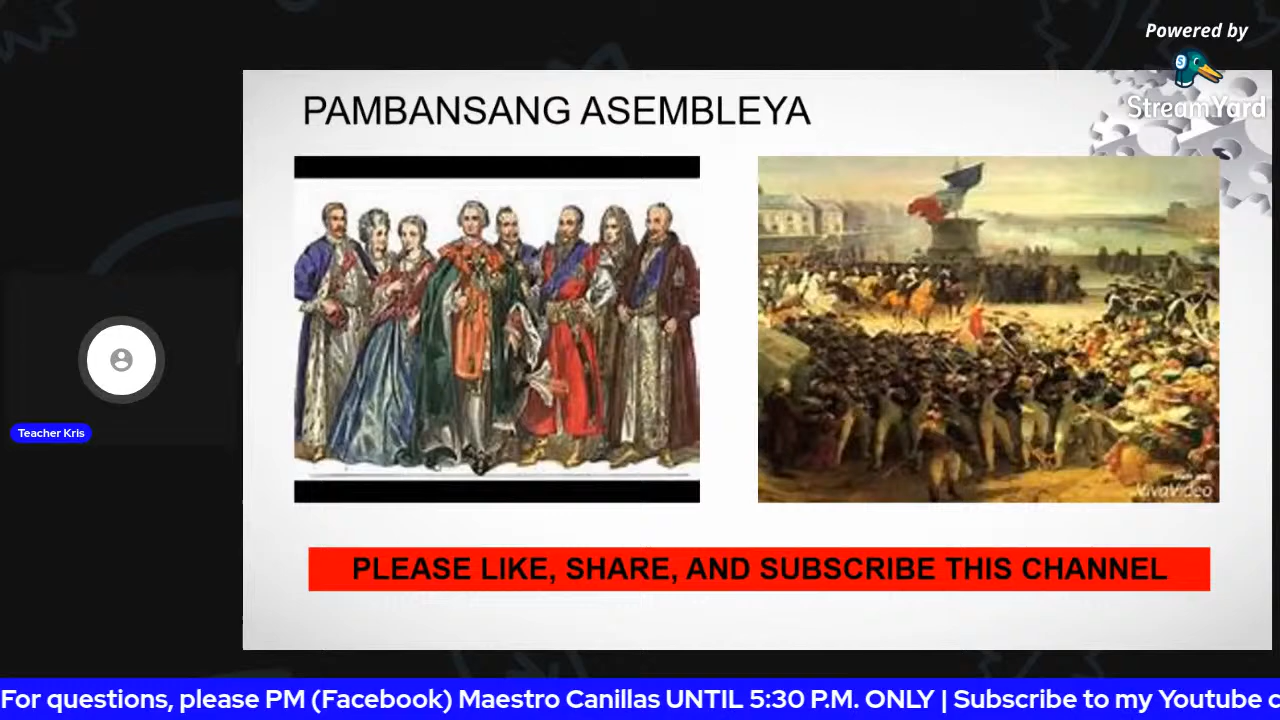 Powered by
StreamYard
PAMBANSANG ASEMBLEYA
VivaVideo
Teacher Kris
PLEASE LIKE, SHARE, AND SUBSCRIBE THIS CHANNEL
For questions, please PM (Facebook) Maestro Canillas UNTIL 5:30 P.M. ONLY | Subscribe to my Youtube